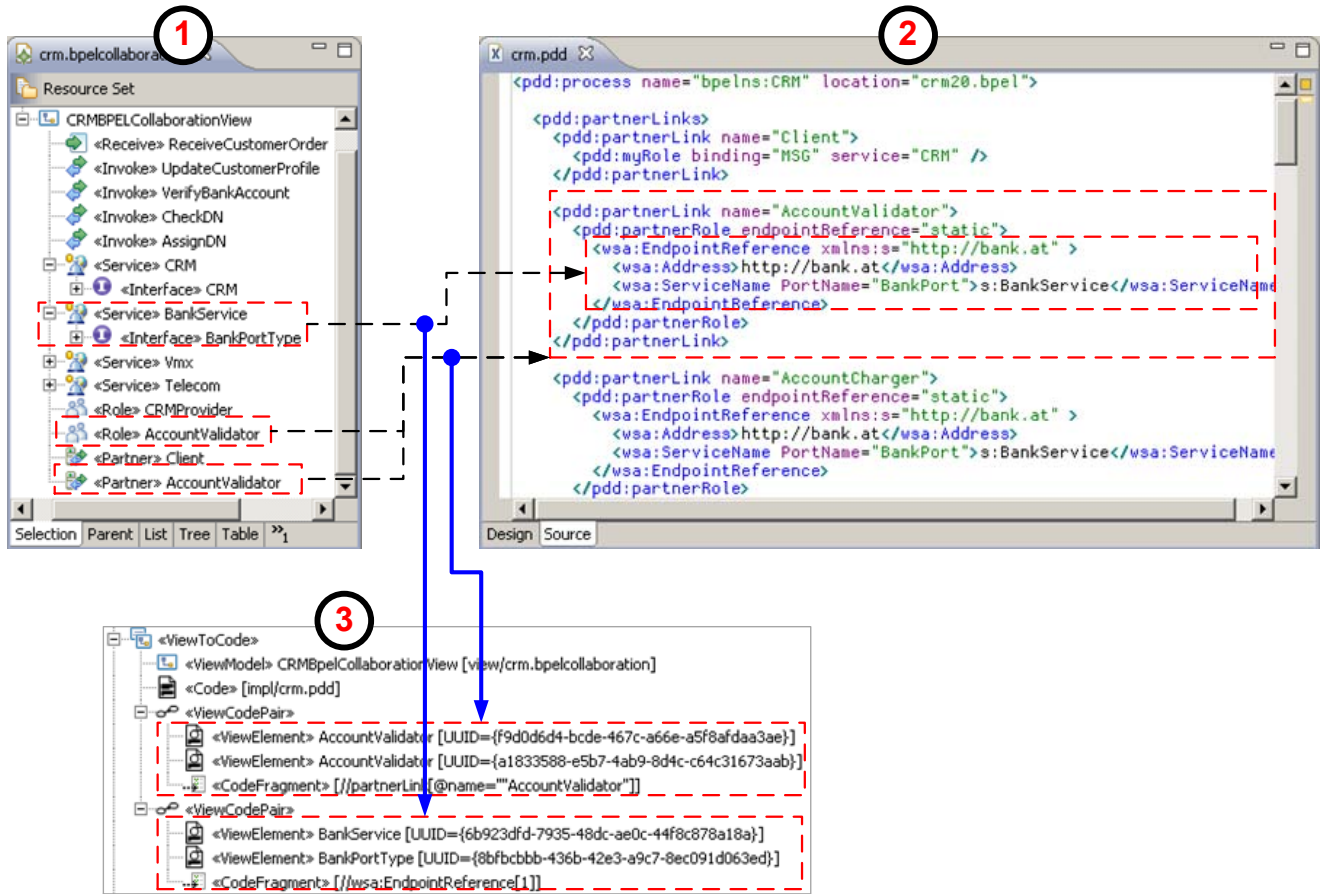 1
crm.bpelcollabora
Resource Set
CRMBPELCollaborationView
«Receive» ReceiveCustomerOrder
«Invoke» UpdateCustomerProfile
«Invoke» VerifyBankAccount
«Invoke» CheckDN
«Invoke» AssignDN
«Service» CRM
«Interface» CRM
«Service» BankService
«Interface» BankPortType
«Service» Vmx
«Service» Telecom
«Role» CRMProvider
«Role» AccountValidator
«Partner» Client
«Partner» AccountValidator
Selection Parent List Tree Table »1
2
crm.pdd
<pdd:process name="bpelns:CRM" location="crm20.bpel">
<pdd:partnerLinks>
<pdd:partnerLink name="Client">
<pdd:myRole binding="MSG" service="CRM" />
</pdd:partnerLink>
<pdd:partnerLink name="AccountValidator">
<pdd:partnerRole endpointReference="static">
<wsa:EndpointReference xmlns:s="http://bank.at" >
<wsa:Address>http://bank.at</wsa:Address>
<wsa:ServiceName PortName="BankPort">s:BankService</wsa:ServiceName
</wsa:EndpointReference>
</pdd:partnerRole>
</pdd:partnerLink>
<pdd:partnerLink name="AccountCharger">
<pdd:partnerRole endpointReference="static">
<wsa:EndpointReference xmlns:s="http://bank.at" >
<wsa:Address>http://bank.at</wsa:Address>
<wsa:ServiceName PortName="BankPort">s:BankService</wsa:ServiceName
</wsa:EndpointReference>
</pdd:partnerRole>
Design Source
3
«ViewToCode»
«ViewModel» CRMBpelCollaborationView [view/crm.bpelcollaboration]
«Code» [impl/crm.pdd]
«ViewCodePair»
«ViewElement» AccountValidator [UUID={f9d0d6d4-bcde-467c-a66e-a5f8afdaa3ae}]
«ViewElement» AccountValidator [UUID={a1833588-e5b7-4ab9-8d4c-c64c31673aab}]
«CodeFragment» [//partnerLink[@name=""AccountValidator"]]
«ViewCodePair»
«ViewElement» BankService [UUID={6b923dfd-7935-48dc-ae0c-44f8c878a18a}]
«ViewElement» BankPortType [UUID={8bfbcbbb-436b-42e3-a9c7-8ec091d063ed}]
«CodeFragment» [//wsa:EndpointReference[1]]